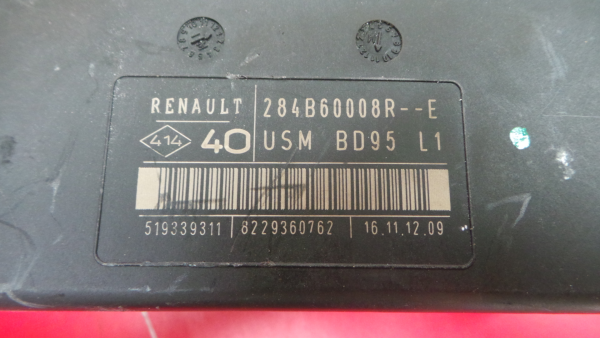 RENAULT 284B60008R--E
414 40 USM BD95 L1
519339311 8229360762 16.11.12.09